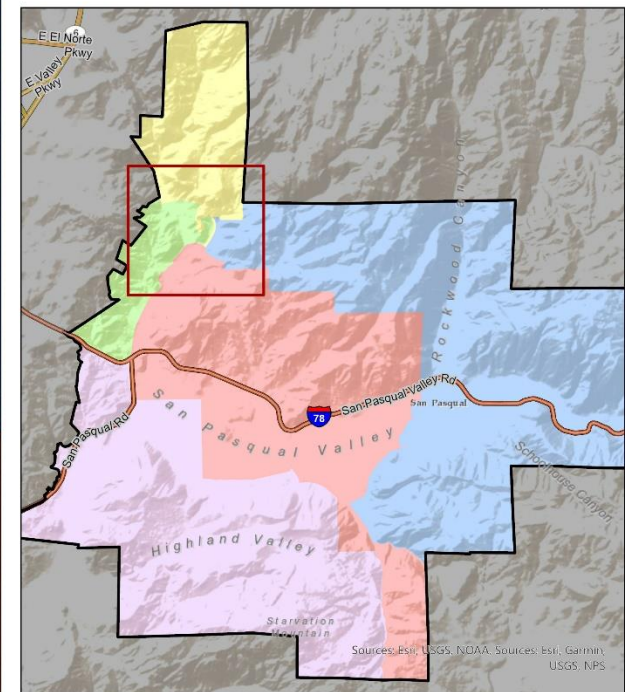 6
E El Norte
Pkwy
E Valley
Pkwy
Rockwood Canyon
San Pasqual Valley Rd
78
San Pasqual
San Pasqual Valley
San Pasqual Rd
Schoolhouse Canyon
Highland Valley
Starvation
Mountain
Sources: Esri, USGS, NOAA, Sources: Esri, Garmin,
USGS, NPS